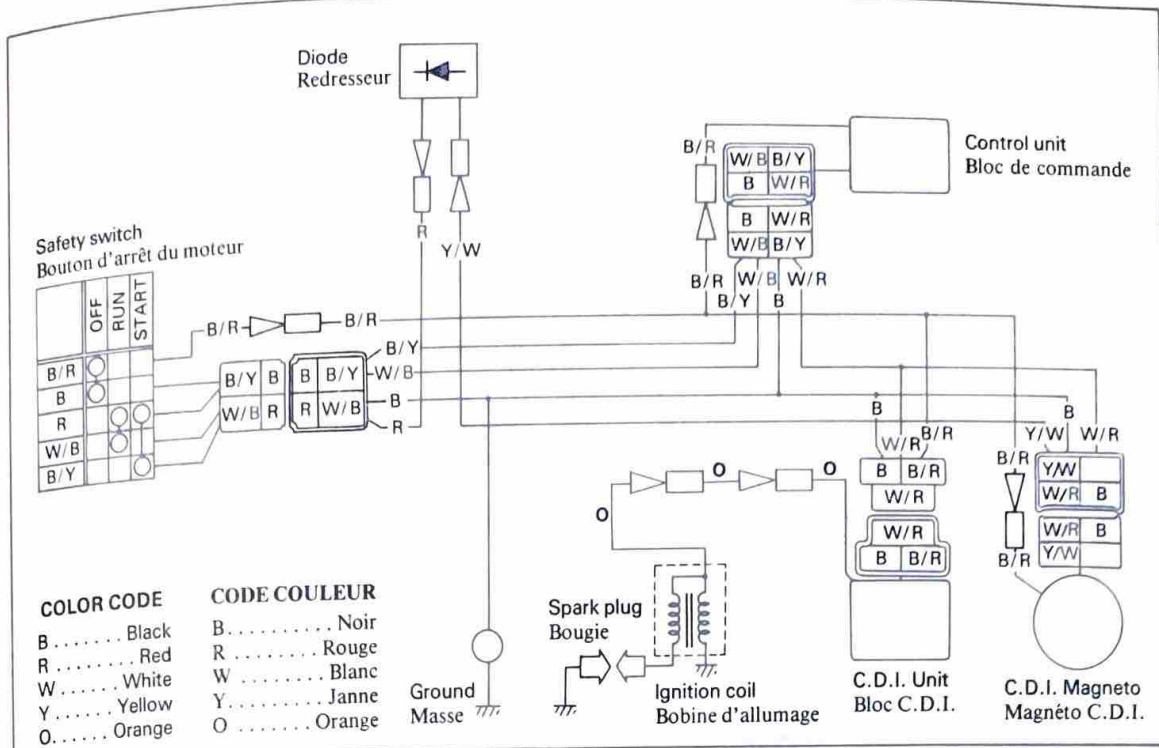 Diode
Redresseur
B/R
W/B B/Y
B W/R
Control unit
Bloc de commande
B W/R
W/B B/Y
R
Y/W
Safety switch
Bouton d'arrêt du moteur
OFF RUN START
B/R
B
R
W/B
B/Y
B/R
B/R
B/R
B/Y
W/B
B
W/R
B/Y B
W/B R
B B/Y
R W/B
B/Y
W/B
B
R
B
W/R
B/R
B/R
Y/W
B
W/R
O
O
O
B B/R
W/R
W/R
B B/R
Y/W
W/R B
W/R B
Y/W
B/R
COLOR CODE
B....... Black
R........ Red
W...... White
Y...... Yellow
O...... Orange
CODE COULEUR
B.......... Noir
R ........ Rouge
W ........ Blanc
Y......... Janne
O ....... Orange
Ground
Masse
Spark plug
Bougie
Ignition coil
Bobine d'allumage
C.D.I. Unit
Bloc C.D.I.
C.D.I. Magneto
Magnéto C.D.I.